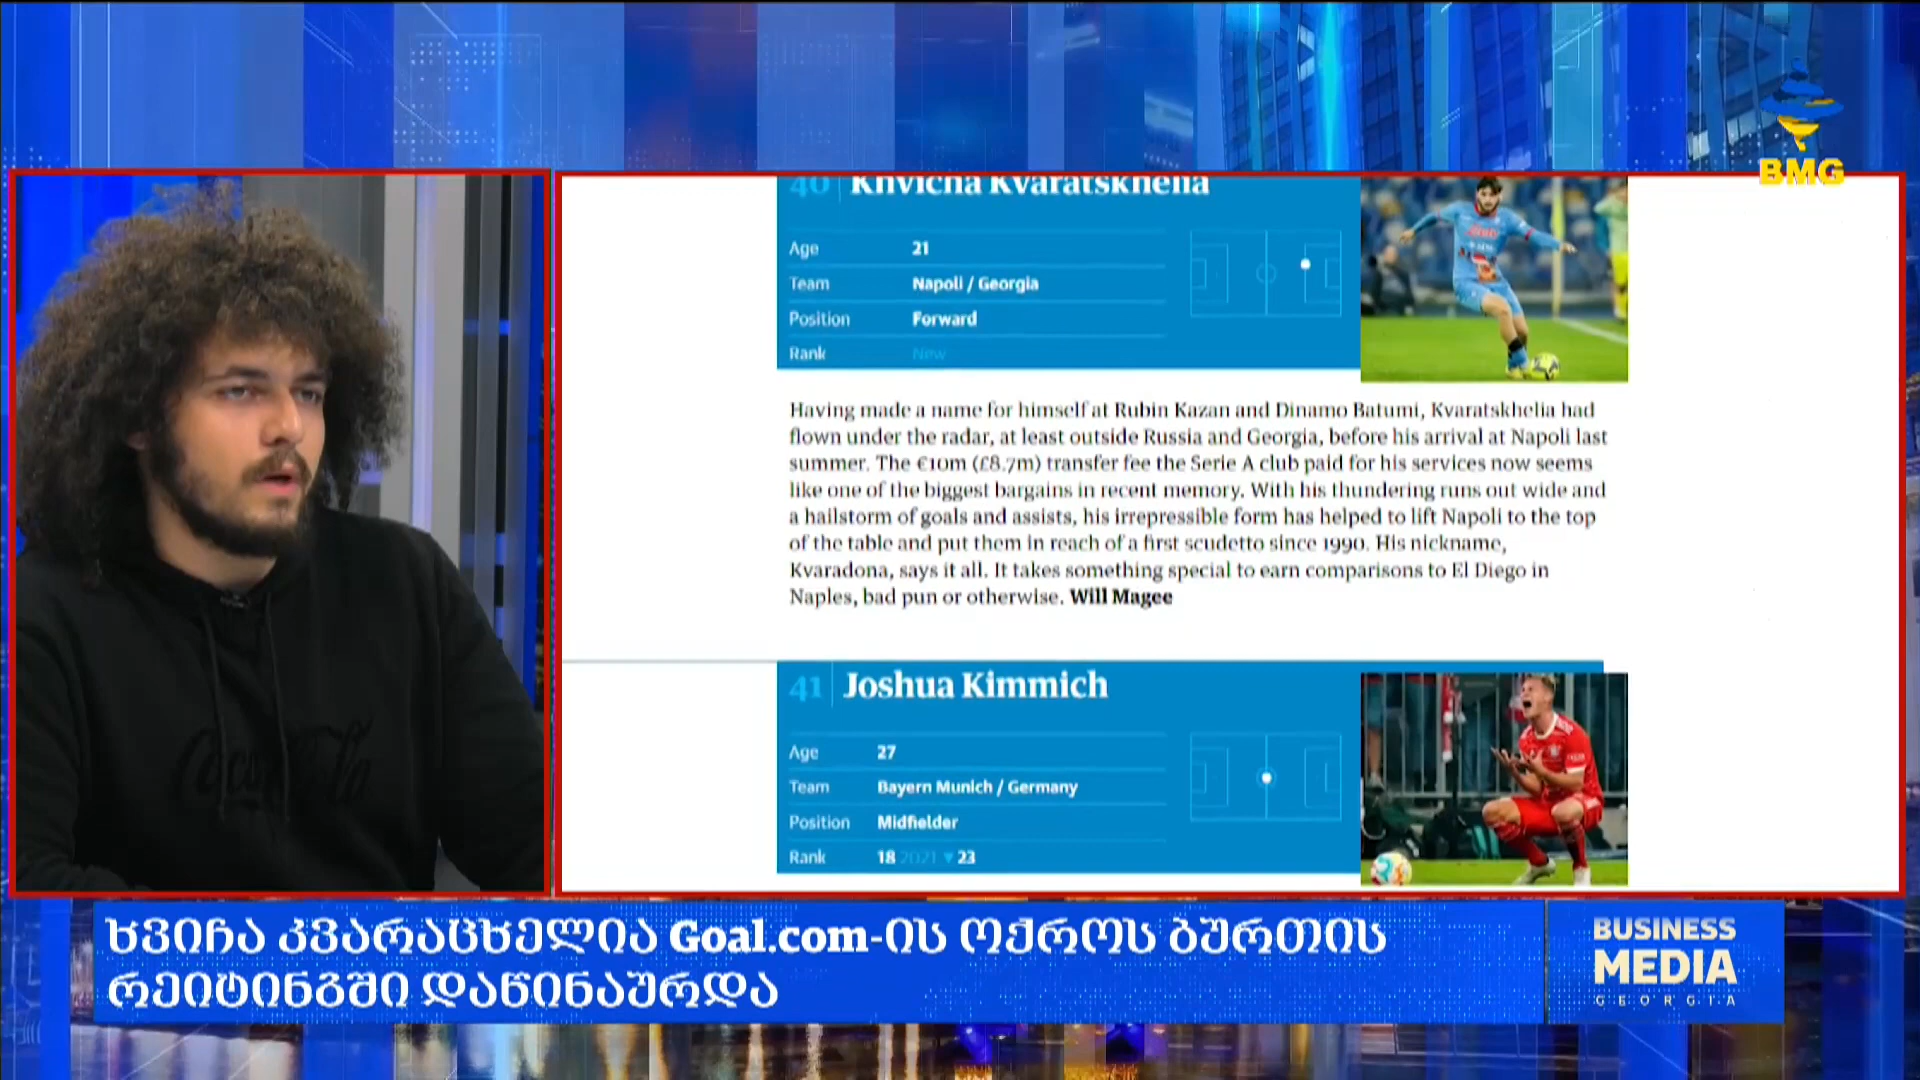 BMG
40 Khvicha Kvaratskhelia
Age 21
Team Napoli / Georgia
Position Forward
Rank New
Having made a name for himself at Rubin Kazan and Dinamo Batumi, Kvaratskhelia had
flown under the radar, at least outside Russia and Georgia, before his arrival at Napoli last
summer. The €10m (£8.7m) transfer fee the Serie A club paid for his services now seems
like one of the biggest bargains in recent memory. With his thundering runs out wide and
a hailstorm of goals and assists, his irrepressible form has helped to lift Napoli to the top
of the table and put them in reach of a first scudetto since 1990. His nickname,
Kvaradona, says it all. It takes something special to earn comparisons to El Diego in
Naples, bad pun or otherwise. Will Magee
41 Joshua Kimmich
Age 27
Team Bayern Munich / Germany
Position Midfielder
Rank 18 2021 ▼ 23
Coca-Cola
ხვიჩა კვარაცხელია Goal.com-ის ოქროს ბურთის
რეიტინგში დაწინაურდა
BUSINESS
MEDIA
GEORGIA